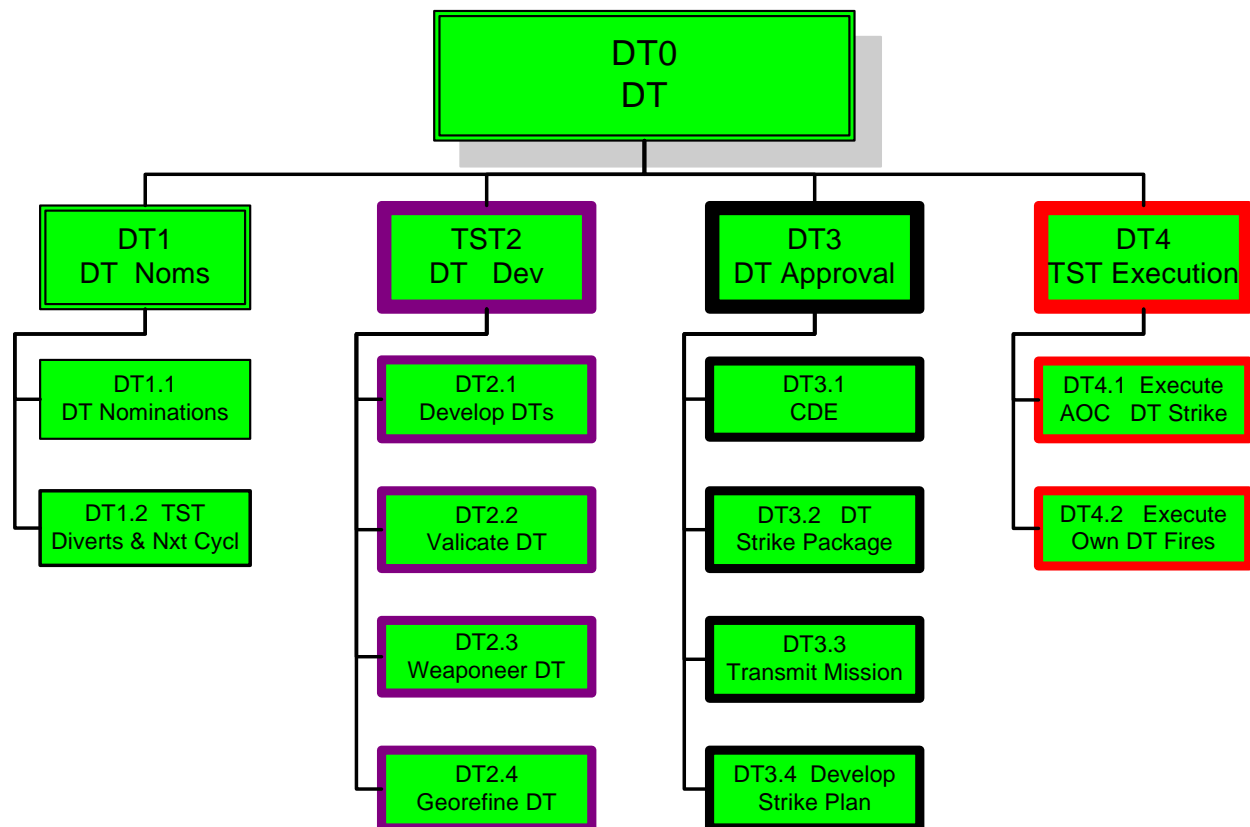 DT0
DT
DT1
DT Noms
TST2
DT Dev
DT3
DT Approval
DT4
TST Execution
DT1.1
DT Nominations
DT1.2 TST
Diverts & Nxt Cycl
DT2.1
Develop DTs
DT2.2
Valicate DT
DT2.3
Weaponeer DT
DT2.4
Georefine DT
DT3.1
CDE
DT3.2 DT
Strike Package
DT3.3
Transmit Mission
DT3.4 Develop
Strike Plan
DT4.1 Execute
AOC DT Strike
DT4.2 Execute
Own DT Fires